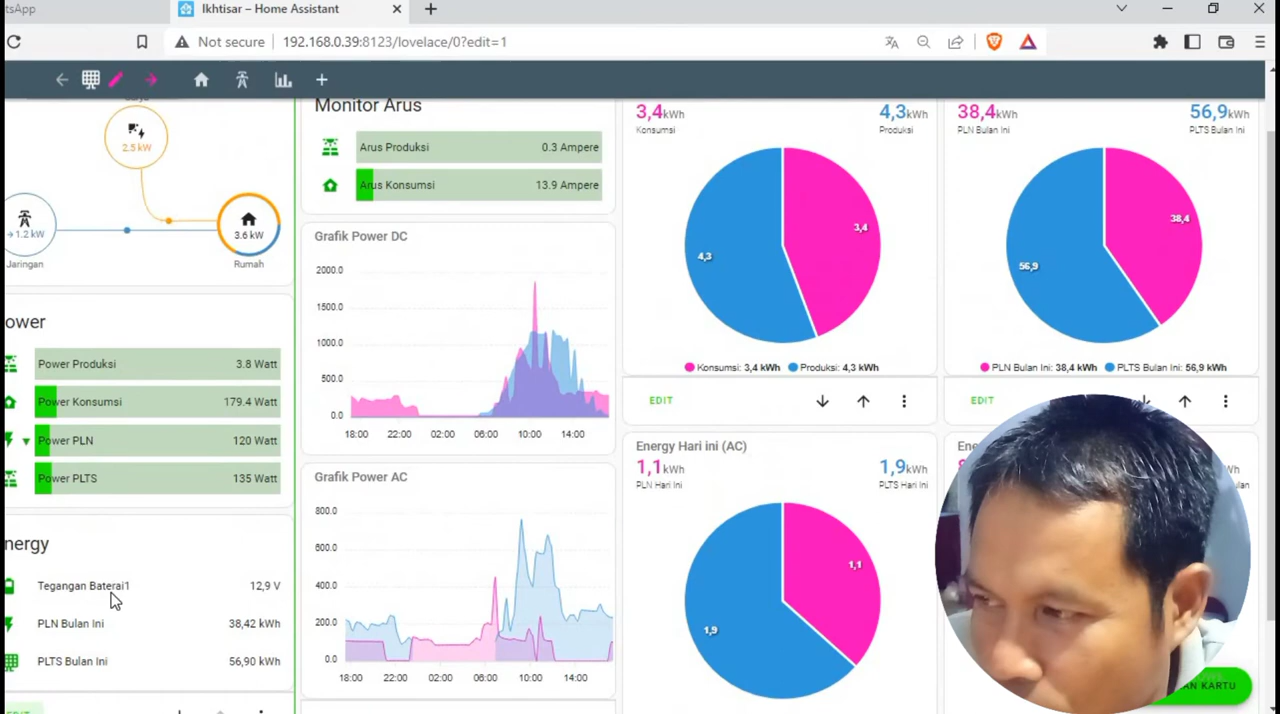 tsApp
Ikhtisar – Home Assistant
Not secure
192.168.0.39:8123/lovelace/0?edit=1
2.5 kW
→1.2 kW
3.6 kW
Jaringan
Rumah
ower
Power Produksi 3.8 Watt
Power Konsumsi 179.4 Watt
Power PLN 120 Watt
Power PLTS 135 Watt
nergy
Tegangan Baterai1 12,9 V
PLN Bulan Ini 38,42 kWh
PLTS Bulan Ini 56,90 kWh
Monitor Arus
Arus Produksi 0.3 Ampere
Arus Konsumsi 13.9 Ampere
Grafik Power DC
2000.0
1500.0
1000.0
500.0
0.0
18:00 22:00 02:00 06:00 10:00 14:00
Grafik Power AC
800.0
600.0
400.0
200.0
0.0
18:00 22:00 02:00 06:00 10:00 14:00
3,4kWh 4,3kWh
Konsumsi Produksi
3,4
4,3
Konsumsi: 3,4 kWh Produksi: 4,3 kWh
EDIT
Energy Hari ini (AC)
1,1kWh 1,9kWh
PLN Hari Ini PLTS Hari Ini
1,1
1,9
38,4kWh 56,9kWh
PLN Bulan Ini PLTS Bulan Ini
38,4
56,9
PLN Bulan Ini: 38,4 kWh PLTS Bulan Ini: 56,9 kWh
EDIT
AN KARTU